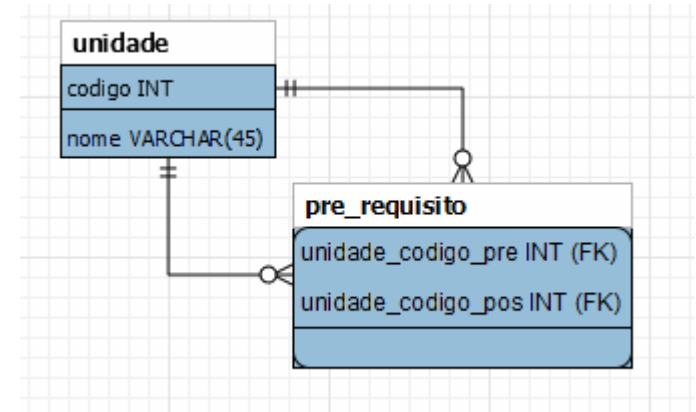 unidade
codigo INT
nome VARCHAR(45)
pre_requisito
unidade_codigo_pre INT (FK)
unidade_codigo_pos INT (FK)